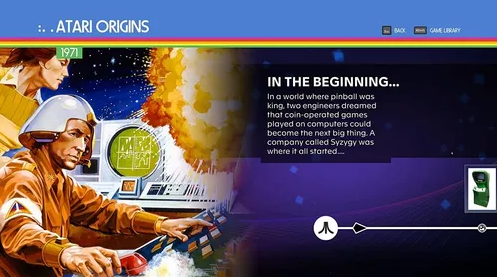 :. .ATARI ORIGINS
BACK
GAME LIBRARY
1971
IN THE BEGINNING...
In a world where pinball was
king, two engineers dreamed
that coin-operated games
played on computers could
become the next big thing. A
company called Syzygy was
where it all started....